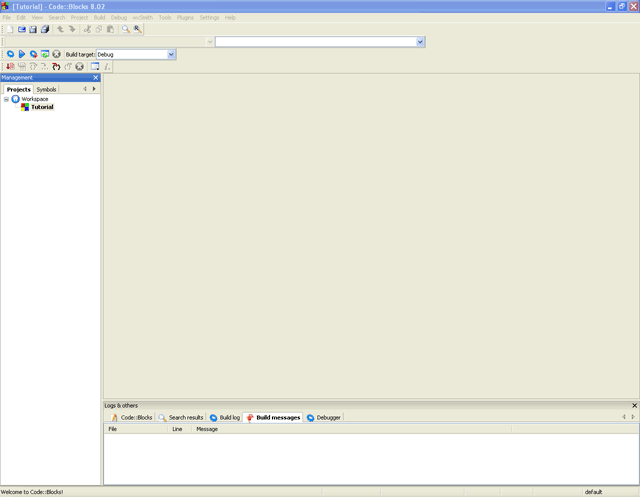 [Tutorial] - Code::Blocks 8.02
File Edit View Search Project Build Debug wxSmith Tools Plugins Settings Help
Build target: Debug
Management
Projects Symbols
Workspace
Tutorial
Logs & others
Code::Blocks Search results Build log Build messages Debugger
File Line Message
Welcome to Code::Blocks! default